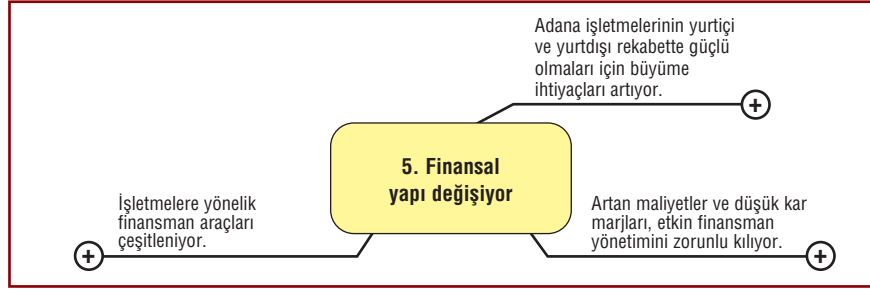 Adana işletmelerinin yurtiçi
ve yurtdışı rekabette güçlü
olmaları için büyüme
ihtiyaçları artıyor.
+
5. Finansal
yapı değişiyor
İşletmelere yönelik
finansman araçları
çeşitleniyor.
+
Artan maliyetler ve düşük kar
marjları, etkin finansman
yönetimini zorunlu kılıyor.
+